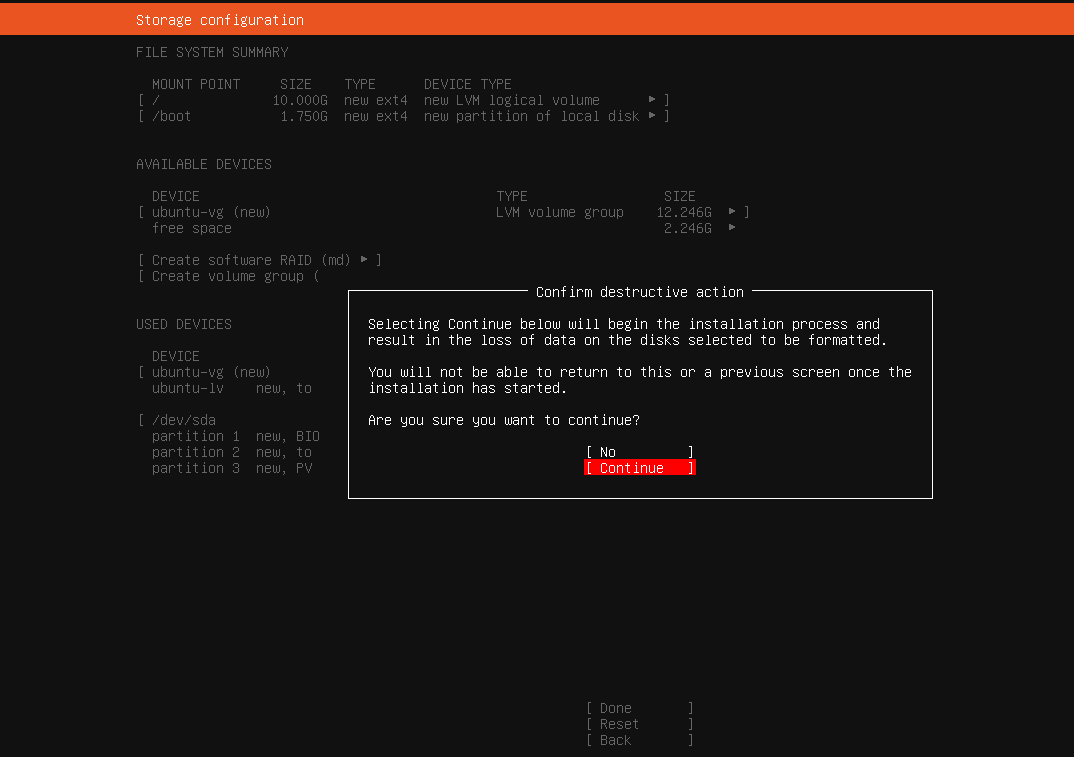 Storage configuration
FILE SYSTEM SUMMARY
MOUNT POINT SIZE TYPE DEVICE TYPE
[ / 10.000G new ext4 new LVM logical volume ▸ ]
[ /boot 1.750G new ext4 new partition of local disk ▸ ]
AVAILABLE DEVICES
DEVICE TYPE SIZE
[ ubuntu-vg (new) LVM volume group 12.246G ▸ ]
free space 2.246G ▸
[ Create software RAID (md) ▸ ]
[ Create volume group (
USED DEVICES
DEVICE
[ ubuntu-vg (new)
ubuntu-lv new, to
[ /dev/sda
partition 1 new, BIO
partition 2 new, to
partition 3 new, PV
Confirm destructive action
Selecting Continue below will begin the installation process and
result in the loss of data on the disks selected to be formatted.
You will not be able to return to this or a previous screen once the
installation has started.
Are you sure you want to continue?
[ No ]
[ Continue ]
[ Done ]
[ Reset ]
[ Back ]